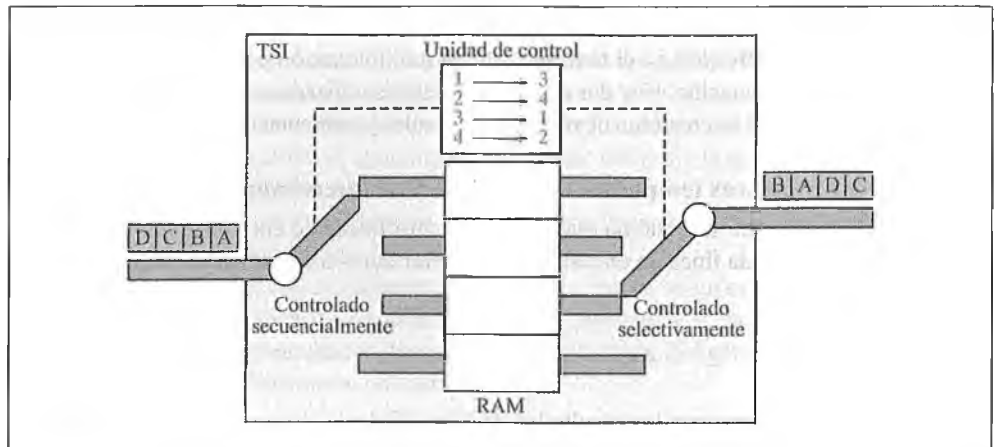 TSI
Unidad de control
1 → 3
2 → 4
3 → 1
4 → 2
B A D C
D C B A
Controlado
secuencialmente
Controlado
selectivamente
RAM